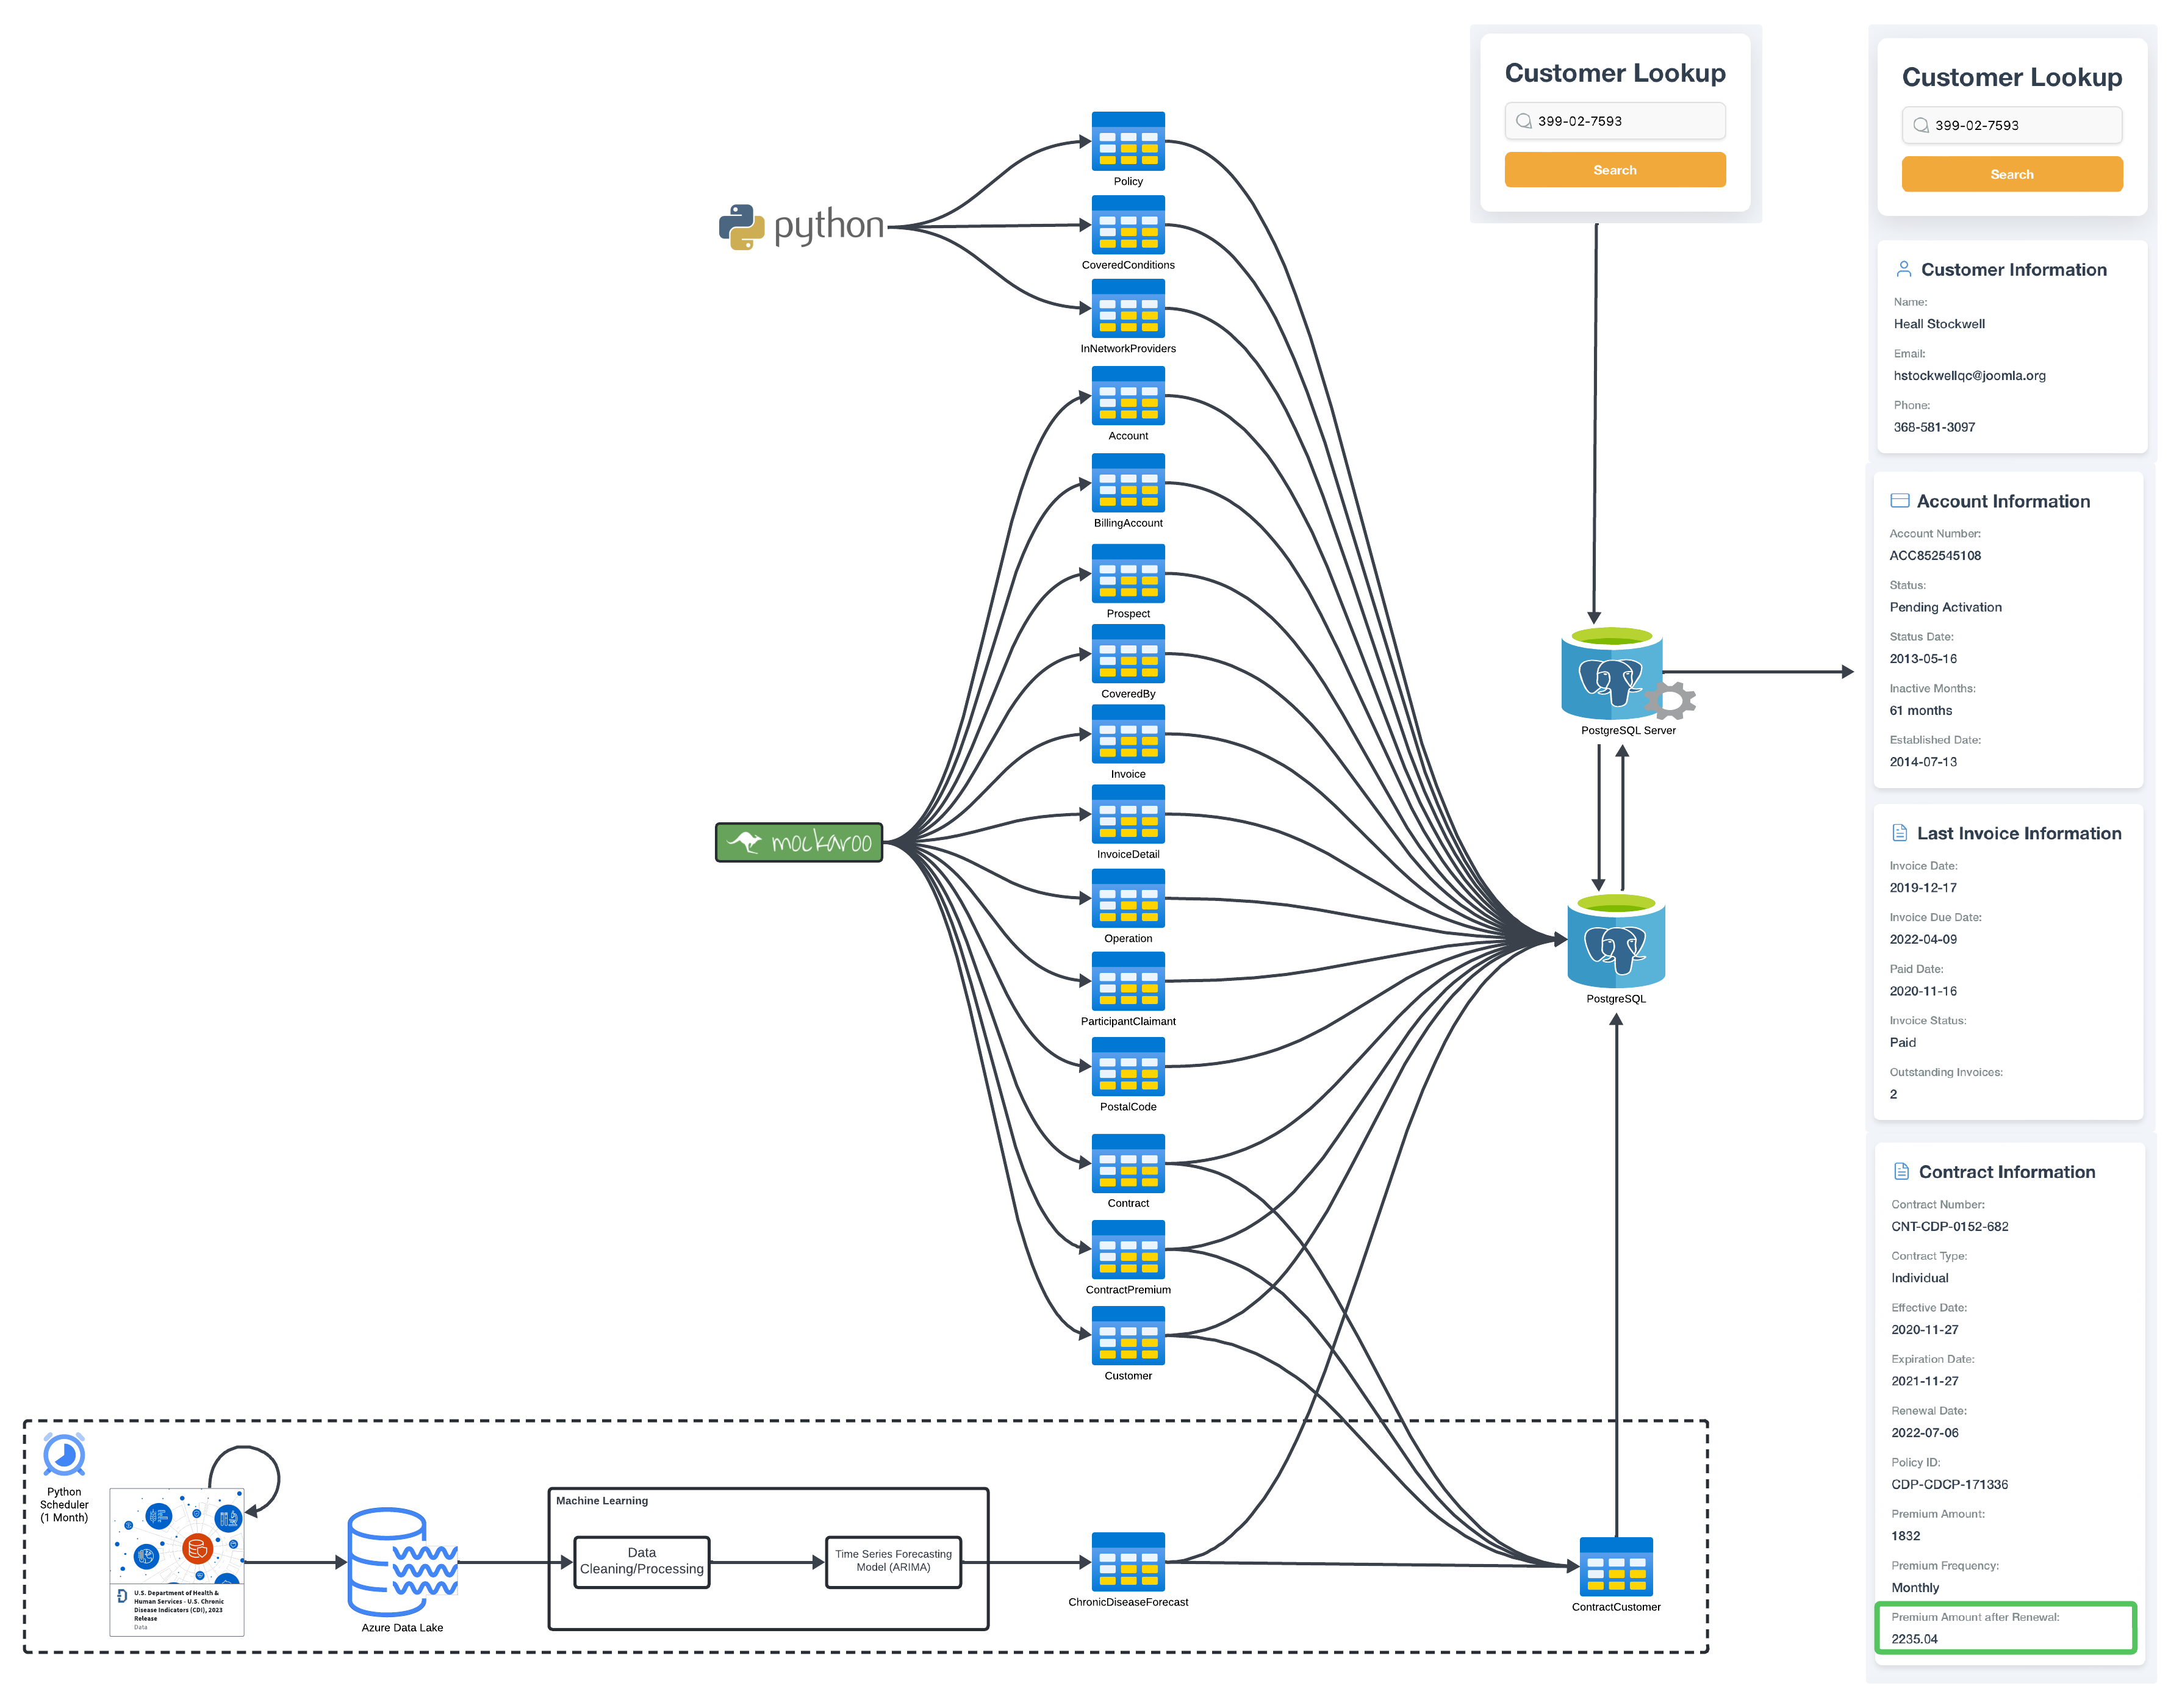 Customer Lookup
399-02-7593
Search
Customer Lookup
399-02-7593
Search
Customer Information
Name:
Heall Stockwell
Email:
hstockwellqc@joomla.org
Phone:
368-581-3097
Account Information
Account Number:
ACC852545108
Status:
Pending Activation
Status Date:
2013-05-16
Inactive Months:
61 months
Established Date:
2014-07-13
Last Invoice Information
Invoice Date:
2019-12-17
Invoice Due Date:
2022-04-09
Paid Date:
2020-11-16
Invoice Status:
Paid
Outstanding Invoices:
2
Contract Information
Contract Number:
CNT-CDP-0152-682
Contract Type:
Individual
Effective Date:
2020-11-27
Expiration Date:
2021-11-27
Renewal Date:
2022-07-06
Policy ID:
CDP-CDCP-171336
Premium Amount:
1832
Premium Frequency:
Monthly
Premium Amount after Renewal:
2235.04
python
Policy
CoveredConditions
InNetworkProviders
mockaroo
Account
BillingAccount
Prospect
CoveredBy
Invoice
InvoiceDetail
Operation
ParticipantClaimant
PostalCode
Contract
ContractPremium
Customer
PostgreSQL Server
PostgreSQL
Python
Scheduler
(1 Month)
U.S. Department of Health &
Human Services - U.S. Chronic
Disease Indicators (CDI), 2023
Release
Data
Azure Data Lake
Machine Learning
Data
Cleaning/Processing
Time Series Forecasting
Model (ARIMA)
ChronicDiseaseForecast
ContractCustomer